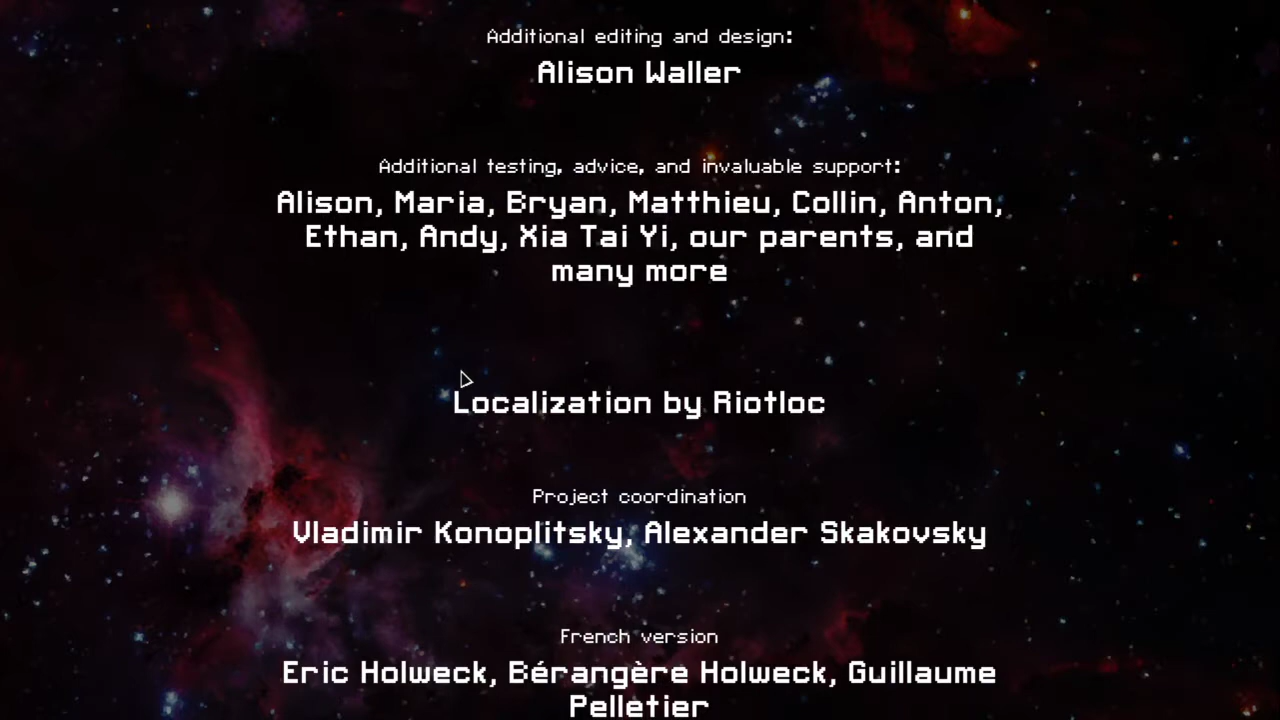 Additional editing and design:
Alison Waller
Additional testing, advice, and invaluable support:
Alison, Maria, Bryan, Matthieu, Collin, Anton,
Ethan, Andy, Xia Tai Yi, our parents, and
many more
Localization by Riotloc
Project coordination
Vladimir Konoplitsky, Alexander Skakovsky
French version
Eric Holweck, Bérangère Holweck, Guillaume
Pelletier